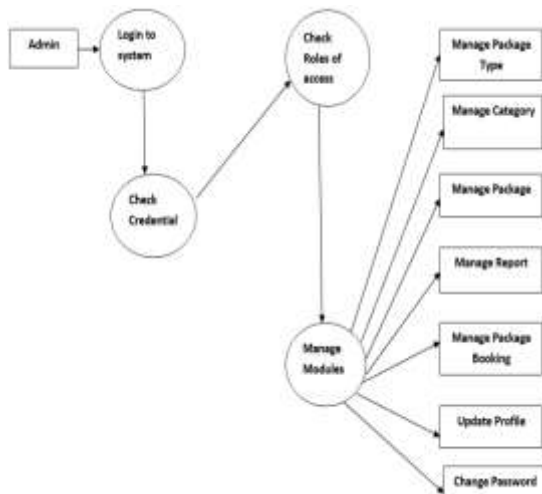 Admin
Login to
system
Check
Credential
Check
Roles of
access
Manage
Modules
Manage Package
Type
Manage Category
Manage Package
Manage Report
Manage Package
Booking
Update Profile
Change Password